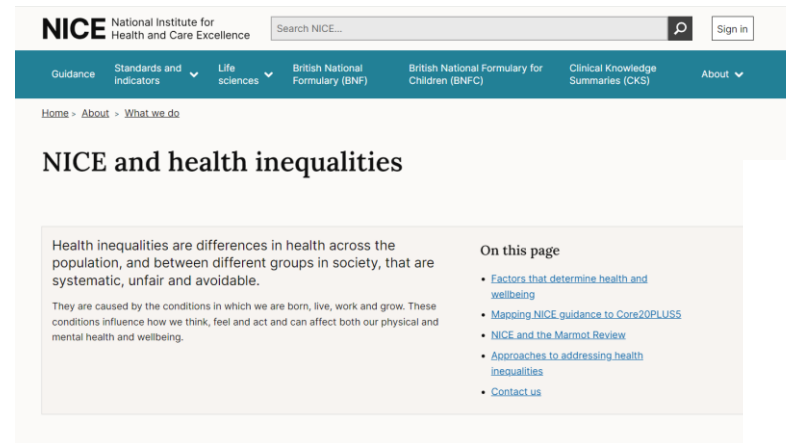 NICE National Institute for
Health and Care Excellence
Search NICE...
Sign in
Guidance
Standards and
indicators
Life
sciences
British National
Formulary (BNF)
British National Formulary for
Children (BNFC)
Clinical Knowledge
Summaries (CKS)
About
Home > About > What we do
NICE and health inequalities
Health inequalities are differences in health across the
population, and between different groups in society, that are
systematic, unfair and avoidable.
They are caused by the conditions in which we are born, live, work and grow. These
conditions influence how we think, feel and act and can affect both our physical and
mental health and wellbeing.
On this page
• Factors that determine health and
wellbeing
• Mapping NICE guidance to Core20PLUS5
• NICE and the Marmot Review
• Approaches to addressing health
inequalities
• Contact us